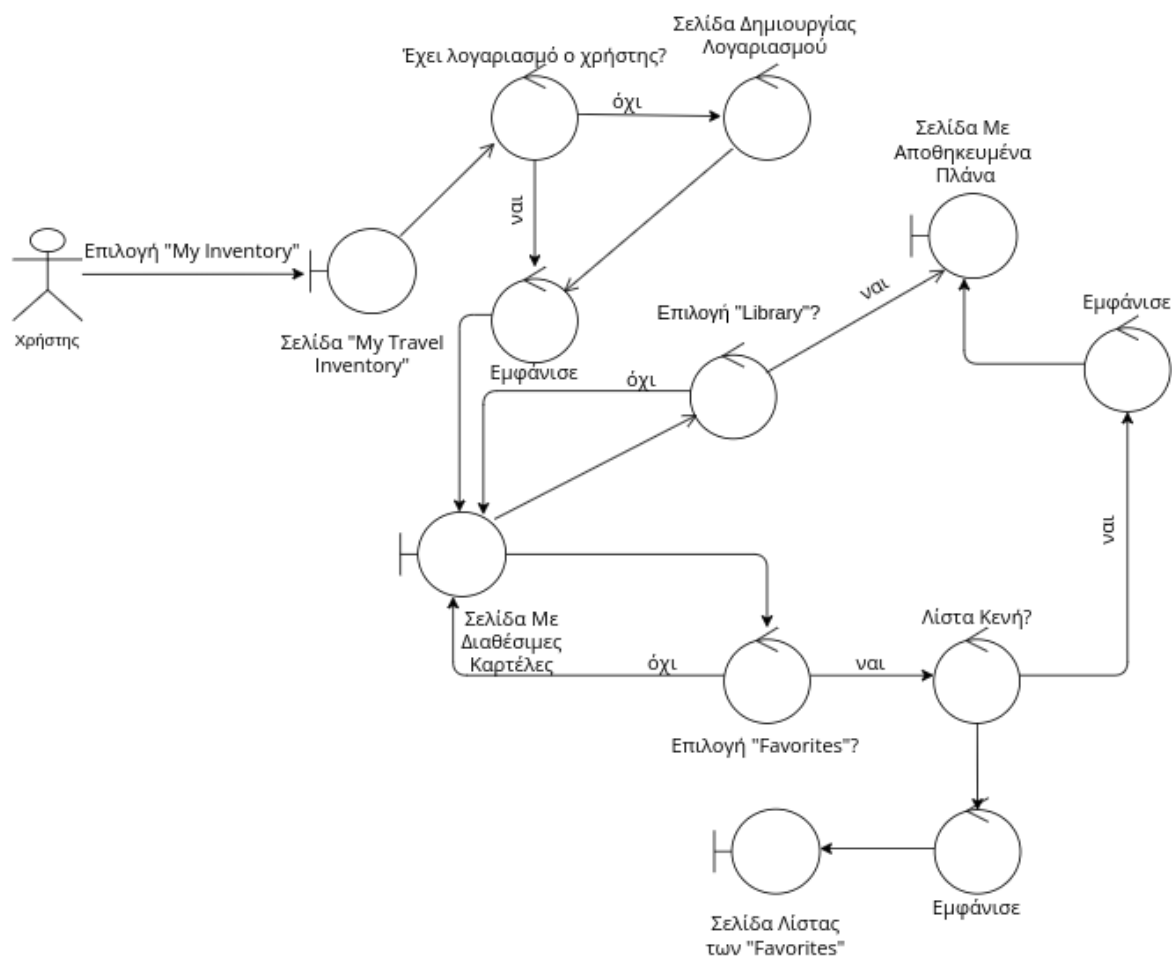 Σελίδα Δημιουργίας
Λογαριασμού
Έχει λογαριασμό ο χρήστης?
όχι
Σελίδα Με
Αποθηκευμένα
Πλάνα
ναι
Επιλογή "My Inventory"
Χρήστης
Σελίδα "My Travel
Inventory"
Εμφάνισε
Επιλογή "Library"?
ναι
Εμφάνισε
όχι
ναι
Σελίδα Με
Διαθέσιμες
Καρτέλες
όχι
ναι
Λίστα Κενή?
Επιλογή "Favorites"?
Εμφάνισε
Σελίδα Λίστας
των "Favorites"